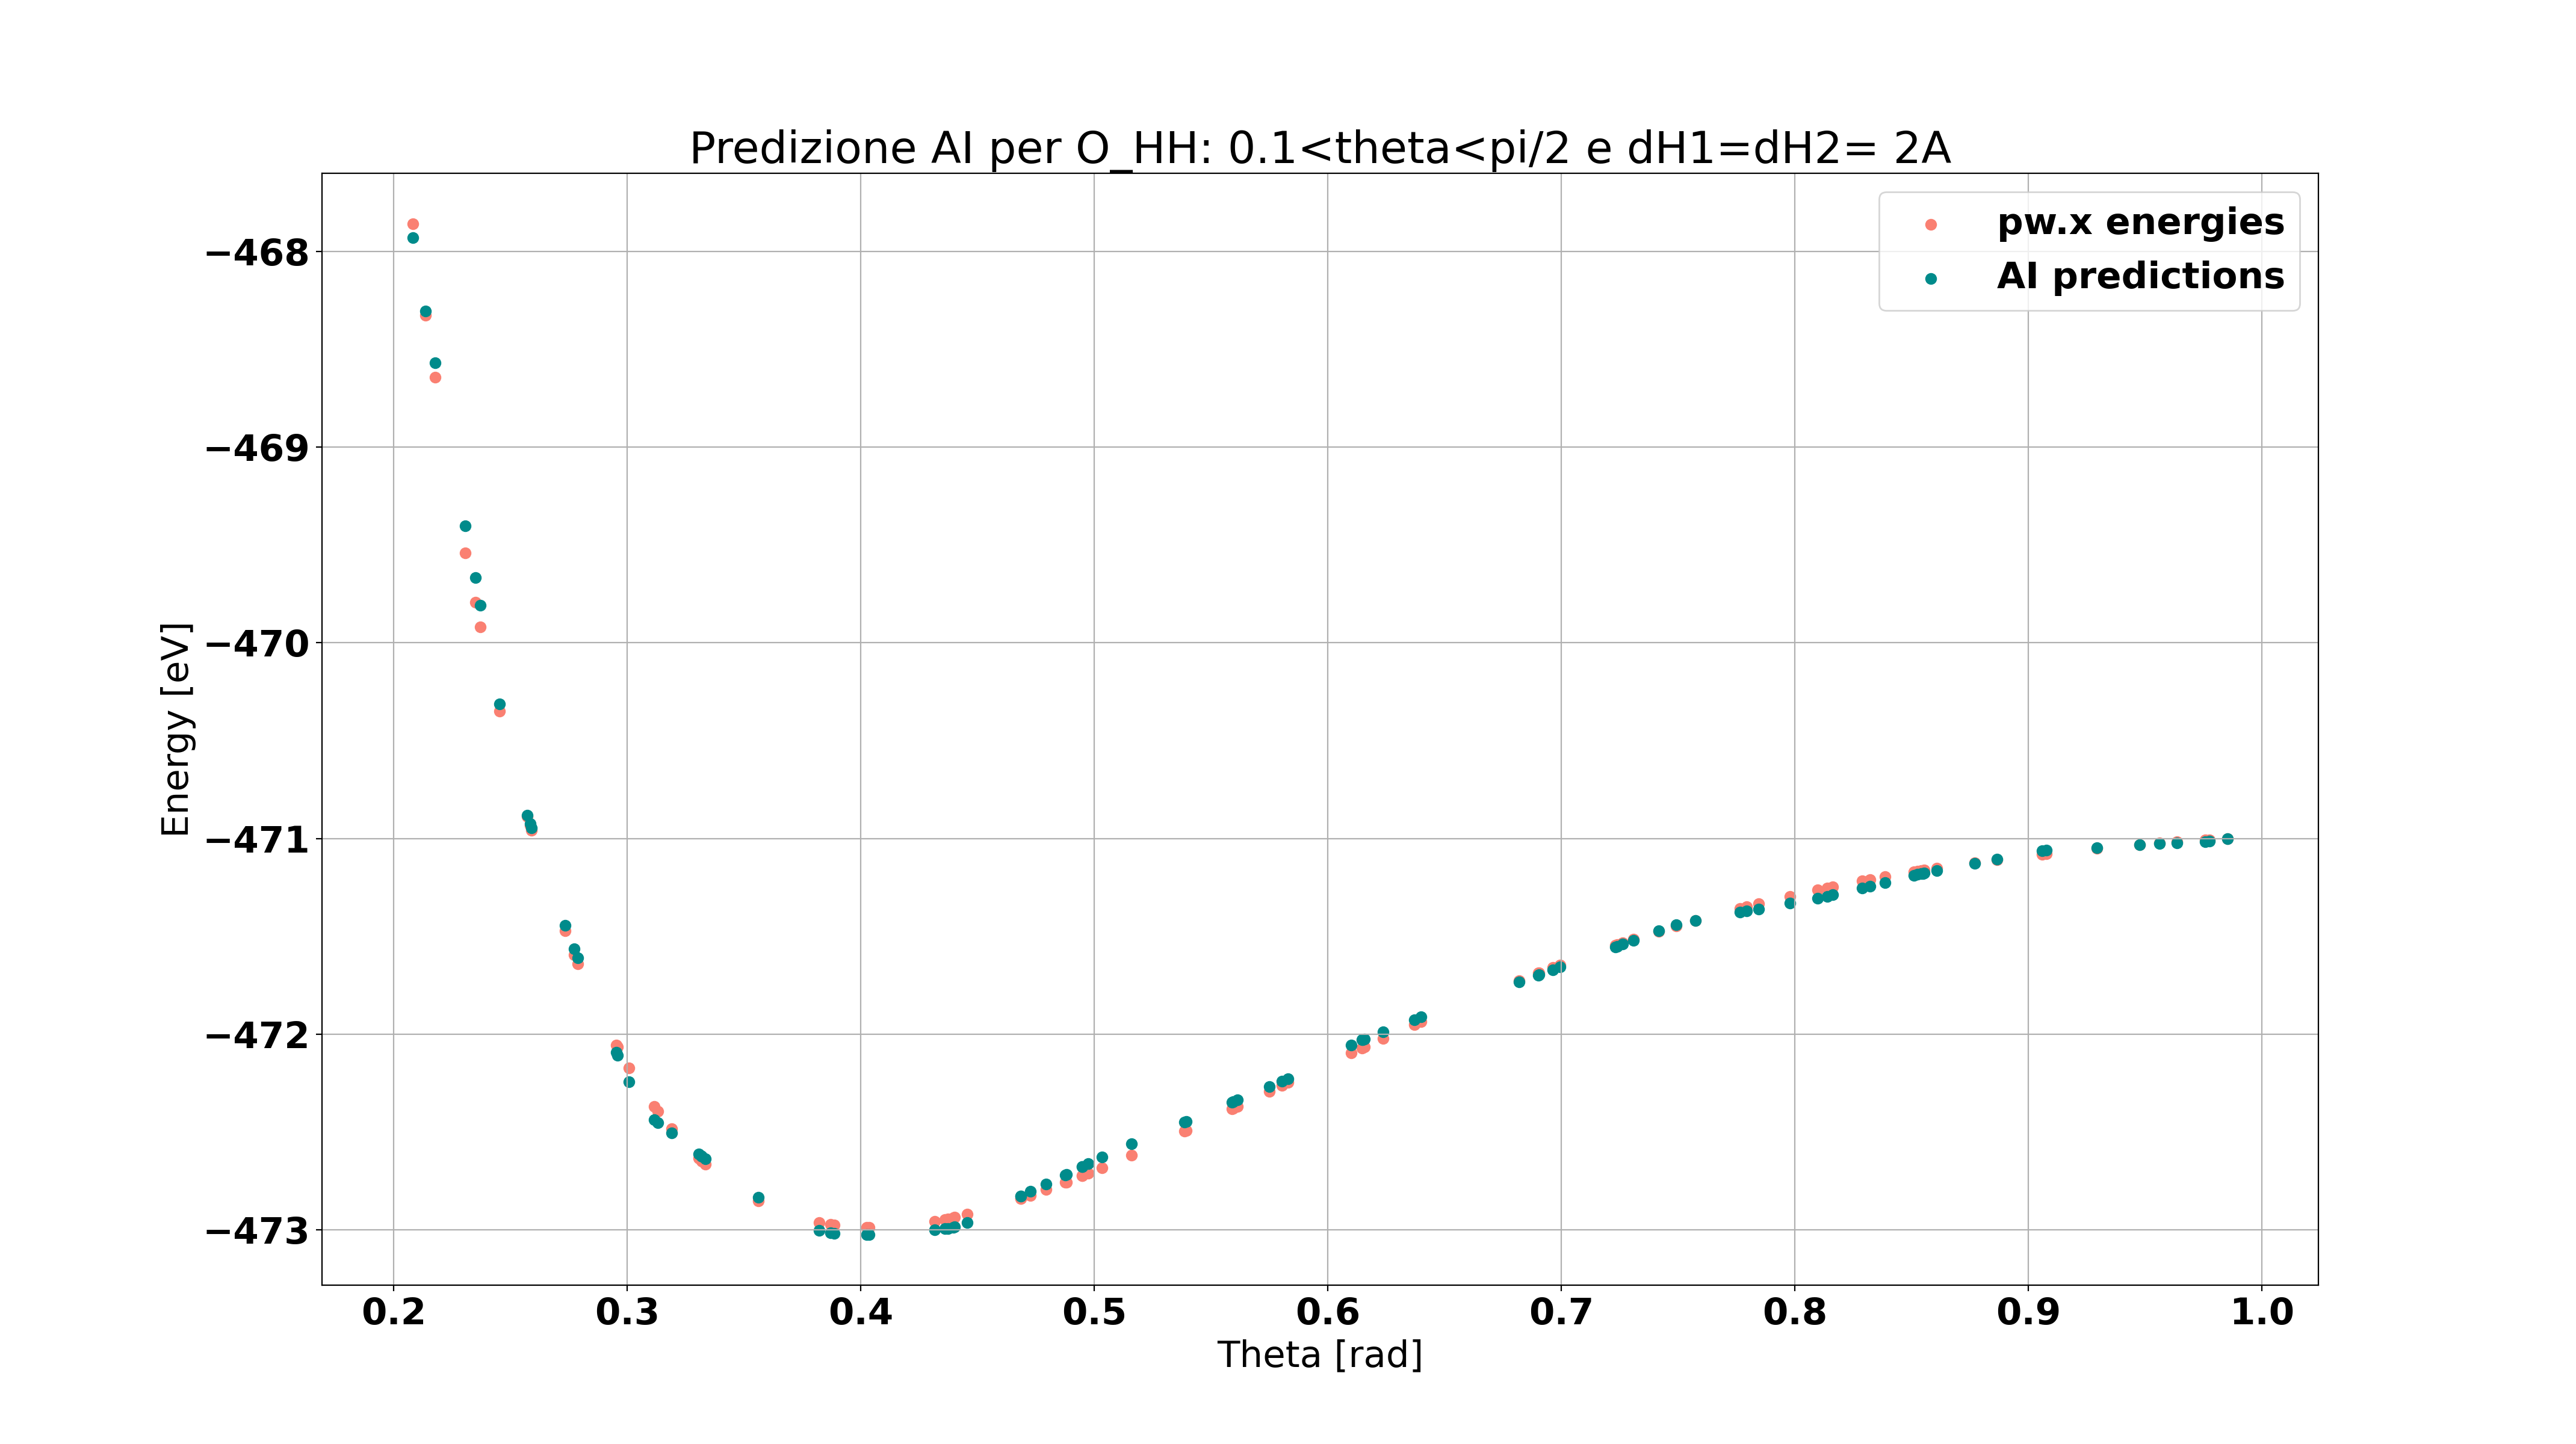 Predizione AI per O_HH: 0.1<theta<pi/2 e dH1=dH2= 2A
pw.x energies
AI predictions
Energy [eV]
−468
−469
−470
−471
−472
−473
0.2 0.3 0.4 0.5 0.6 0.7 0.8 0.9 1.0
Theta [rad]